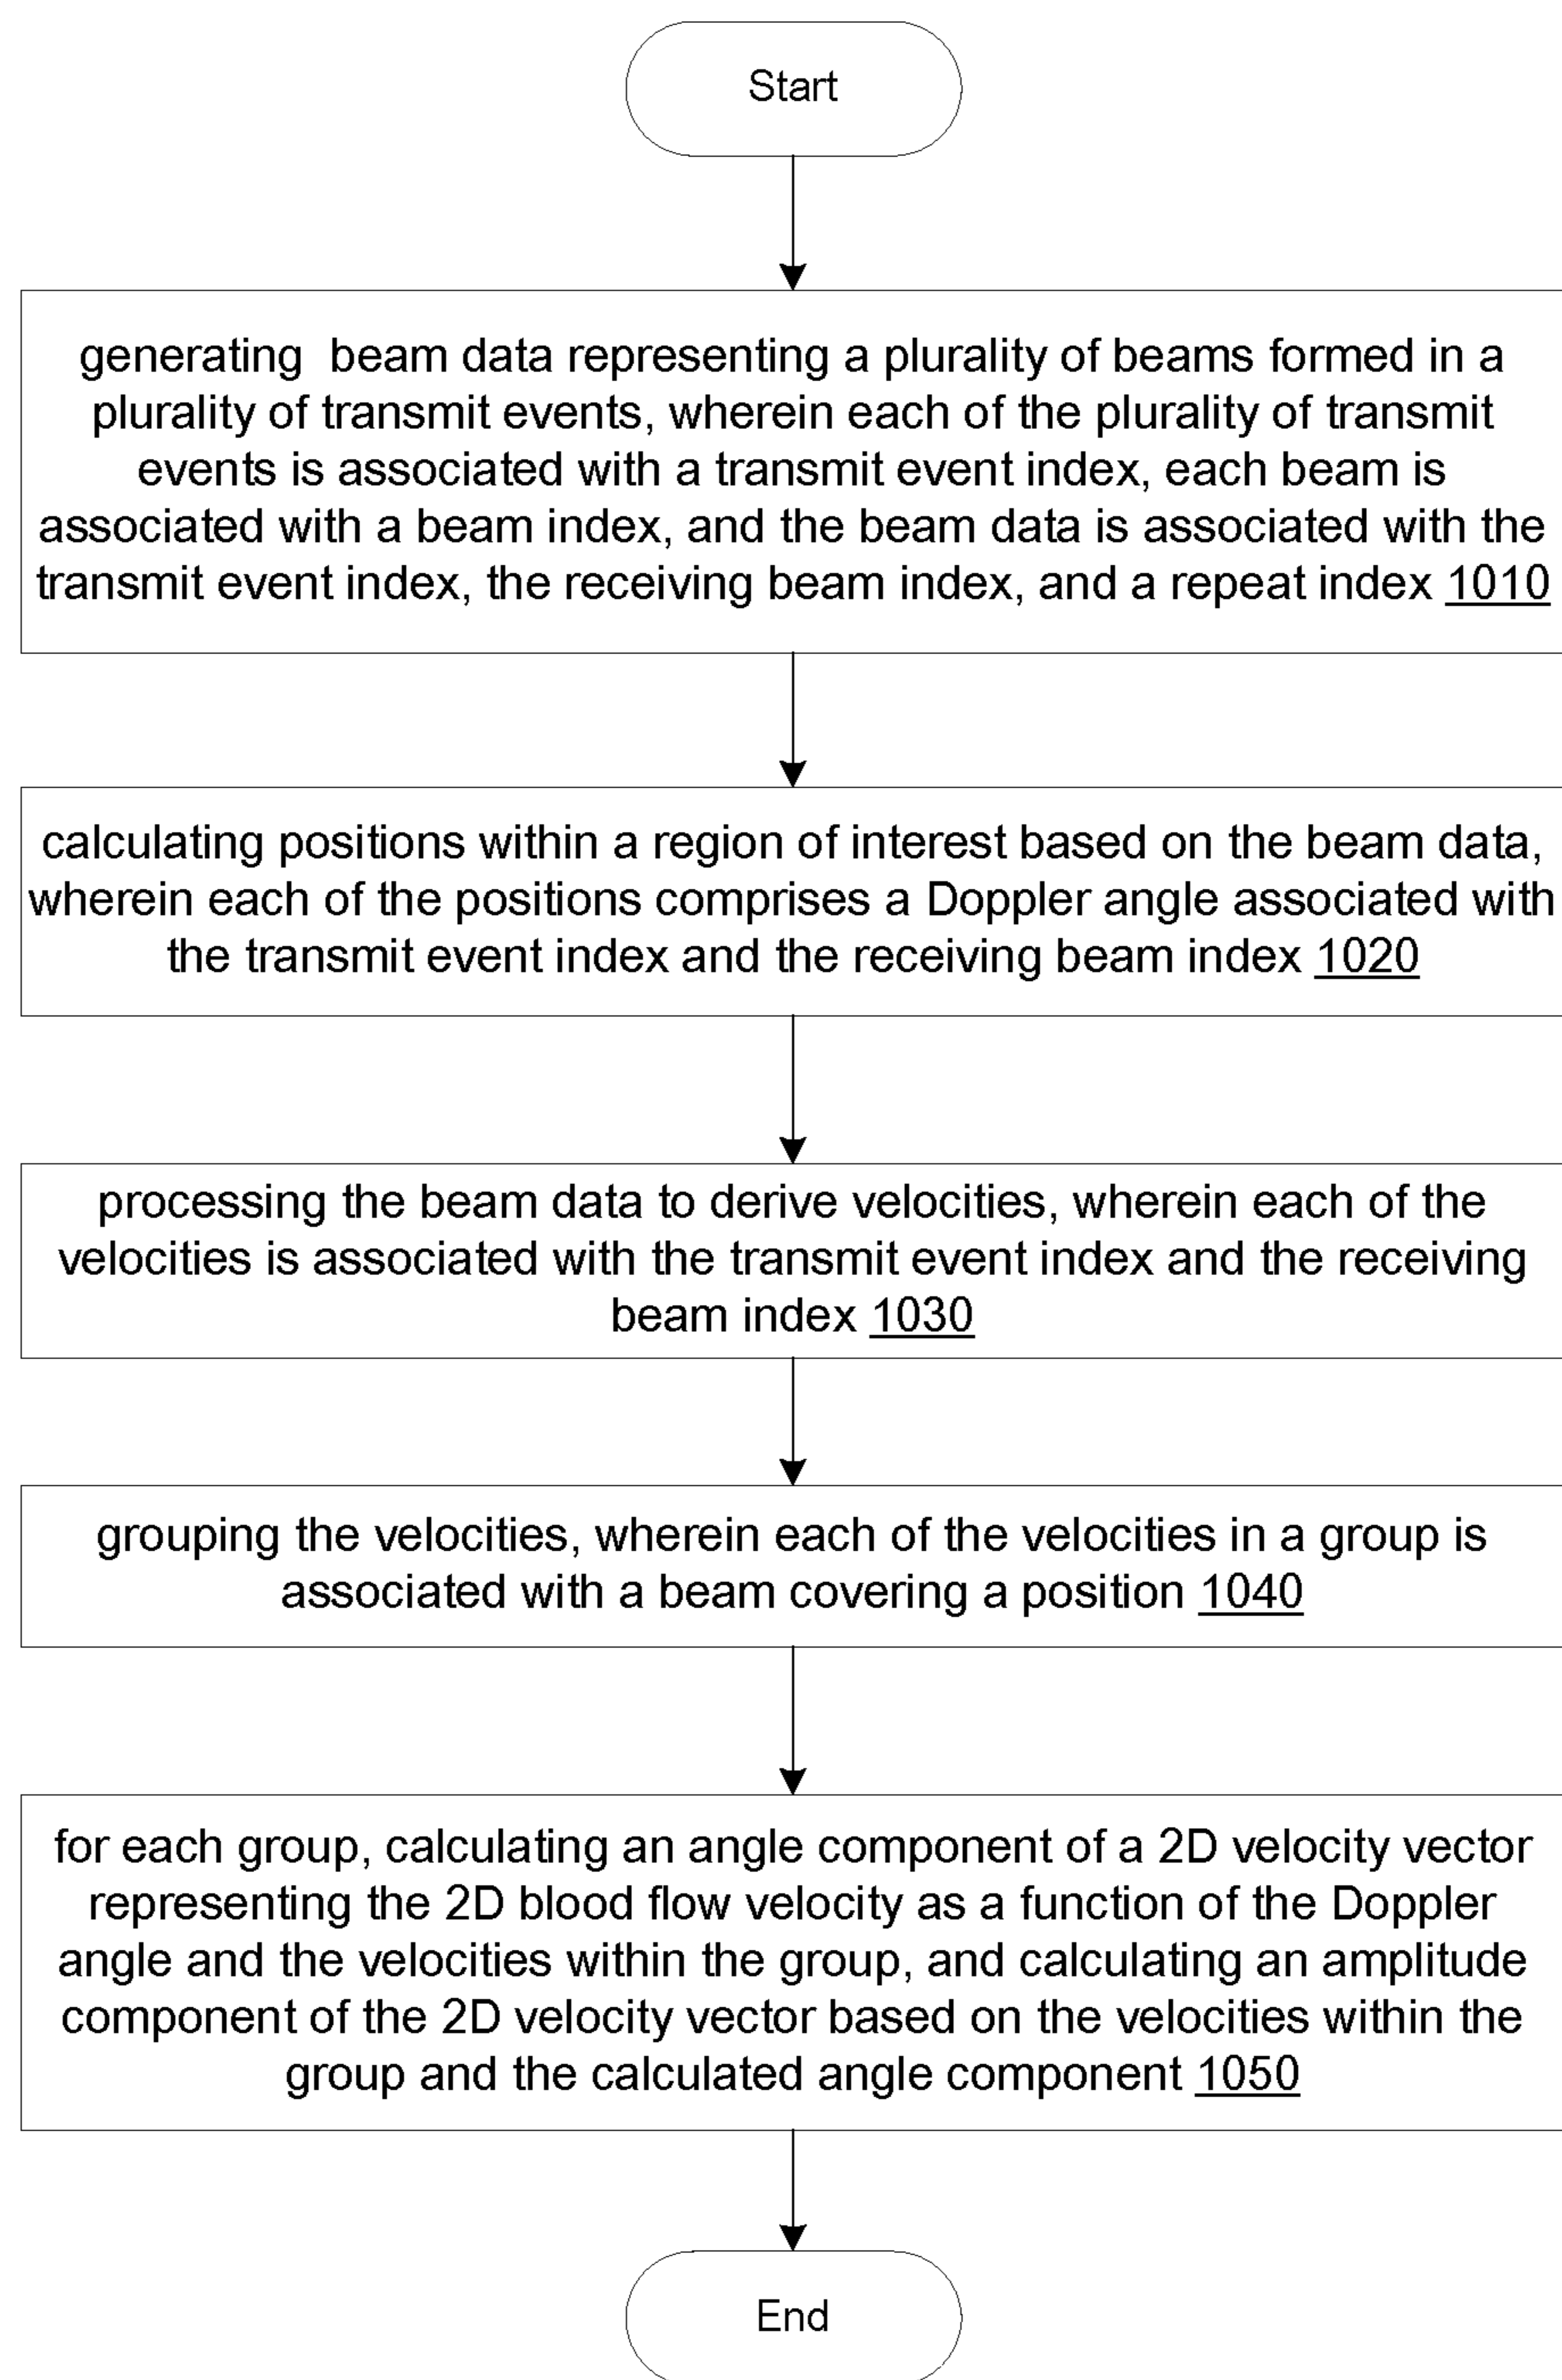 Start
generating  beam data representing a plurality of beams formed in a
plurality of transmit events, wherein each of the plurality of transmit
events is associated with a transmit event index, each beam is
associated with a beam index, and the beam data is associated with the
transmit event index, the receiving beam index, and a repeat index 1010
calculating positions within a region of interest based on the beam data,
wherein each of the positions comprises a Doppler angle associated with
the transmit event index and the receiving beam index 1020
processing the beam data to derive velocities, wherein each of the
velocities is associated with the transmit event index and the receiving
beam index 1030
grouping the velocities, wherein each of the velocities in a group is
associated with a beam covering a position 1040
for each group, calculating an angle component of a 2D velocity vector
representing the 2D blood flow velocity as a function of the Doppler
angle and the velocities within the group, and calculating an amplitude
component of the 2D velocity vector based on the velocities within the
group and the calculated angle component 1050
End